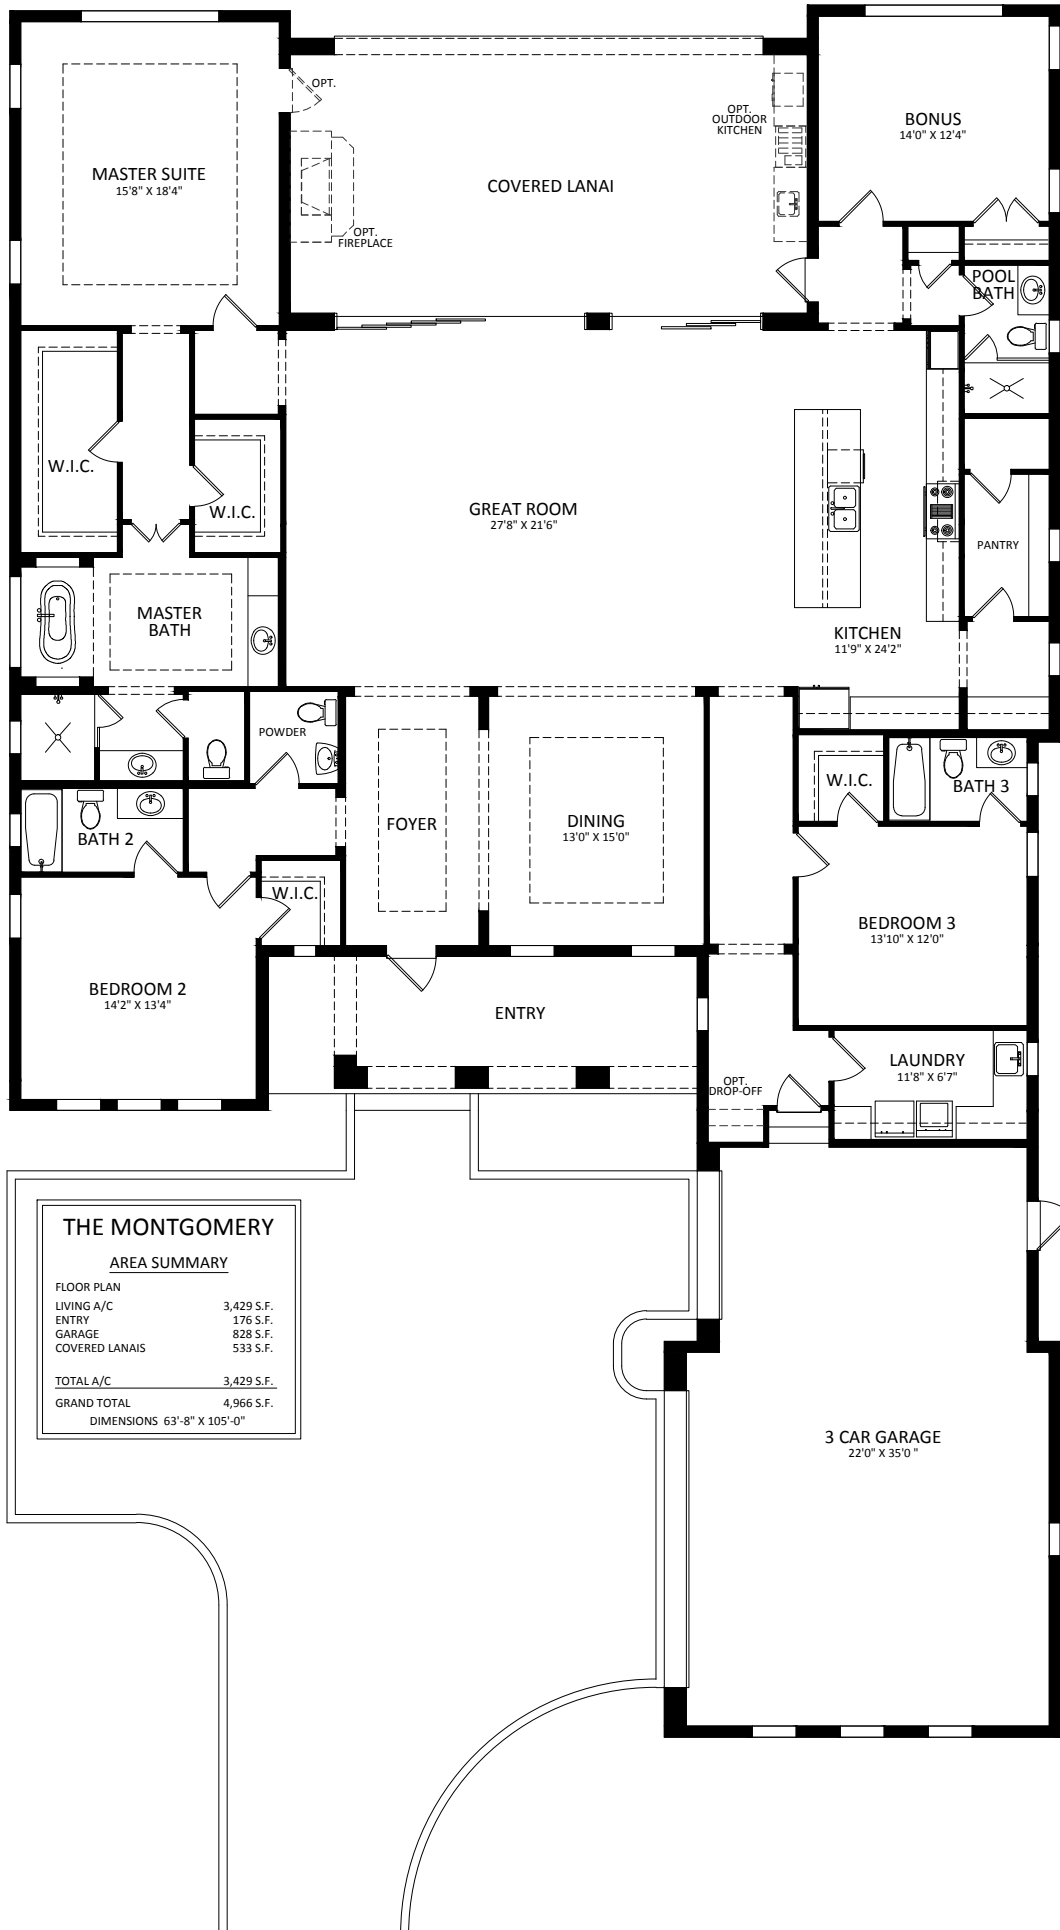 OPT.
OPT.
OUTDOOR
KITCHEN
BONUS
14'0" X 12'4"
MASTER SUITE
15'8" X 18'4"
COVERED LANAI
OPT.
FIREPLACE
POOL
BATH
W.I.C.
W.I.C.
GREAT ROOM
27'8" X 21'6"
PANTRY
MASTER
BATH
KITCHEN
11'9" X 24'2"
POWDER
W.I.C.
BATH 3
BATH 2
FOYER
DINING
13'0" X 15'0"
W.I.C.
BEDROOM 3
13'10" X 12'0"
BEDROOM 2
14'2" X 13'4"
ENTRY
LAUNDRY
11'8" X 6'7"
OPT.
DROP-OFF
THE MONTGOMERY
AREA SUMMARY
FLOOR PLAN
LIVING A/C 3,429 S.F.
ENTRY 176 S.F.
GARAGE 828 S.F.
COVERED LANAIS 533 S.F.
TOTAL A/C 3,429 S.F.
GRAND TOTAL 4,966 S.F.
DIMENSIONS 63'-8" X 105'-0"
3 CAR GARAGE
22'0" X 35'0 "